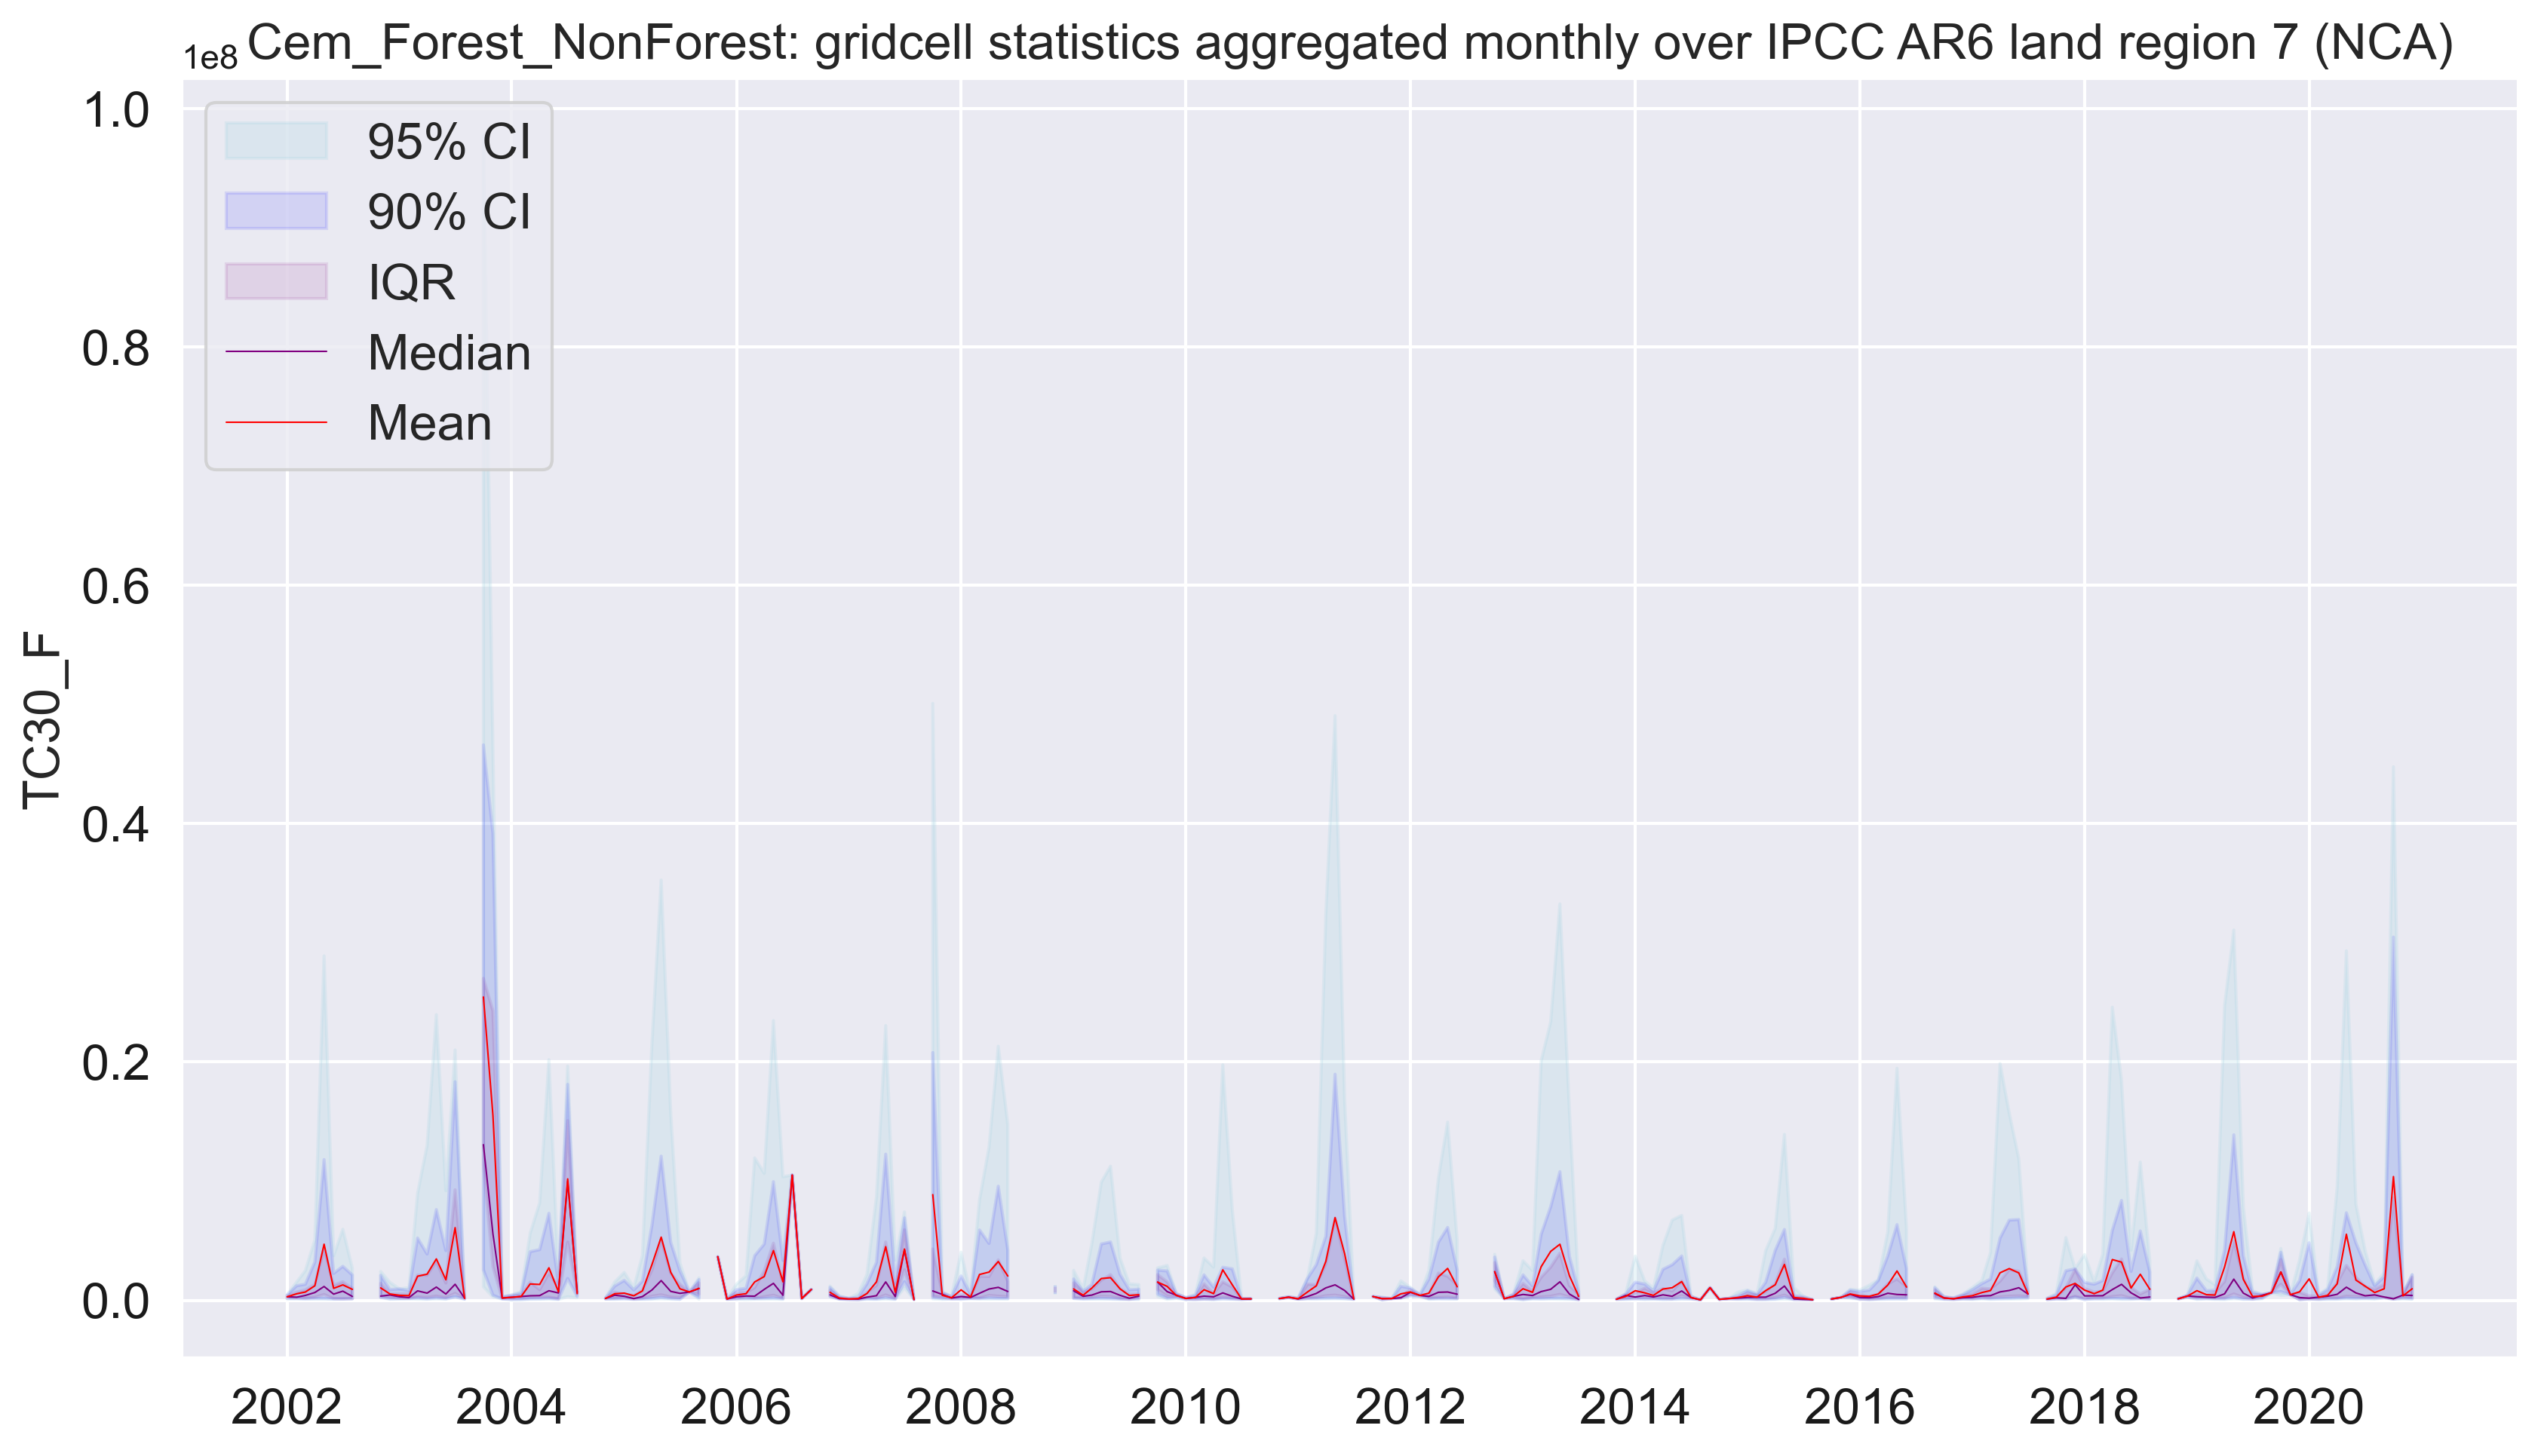 Cem_Forest_NonForest: gridcell statistics aggregated monthly over IPCC AR6 land region 7 (NCA)
1e8
1.0
0.8
0.6
0.4
0.2
0.0
TC30_F
95% CI
90% CI
IQR
Median
Mean
2002 2004 2006 2008 2010 2012 2014 2016 2018 2020